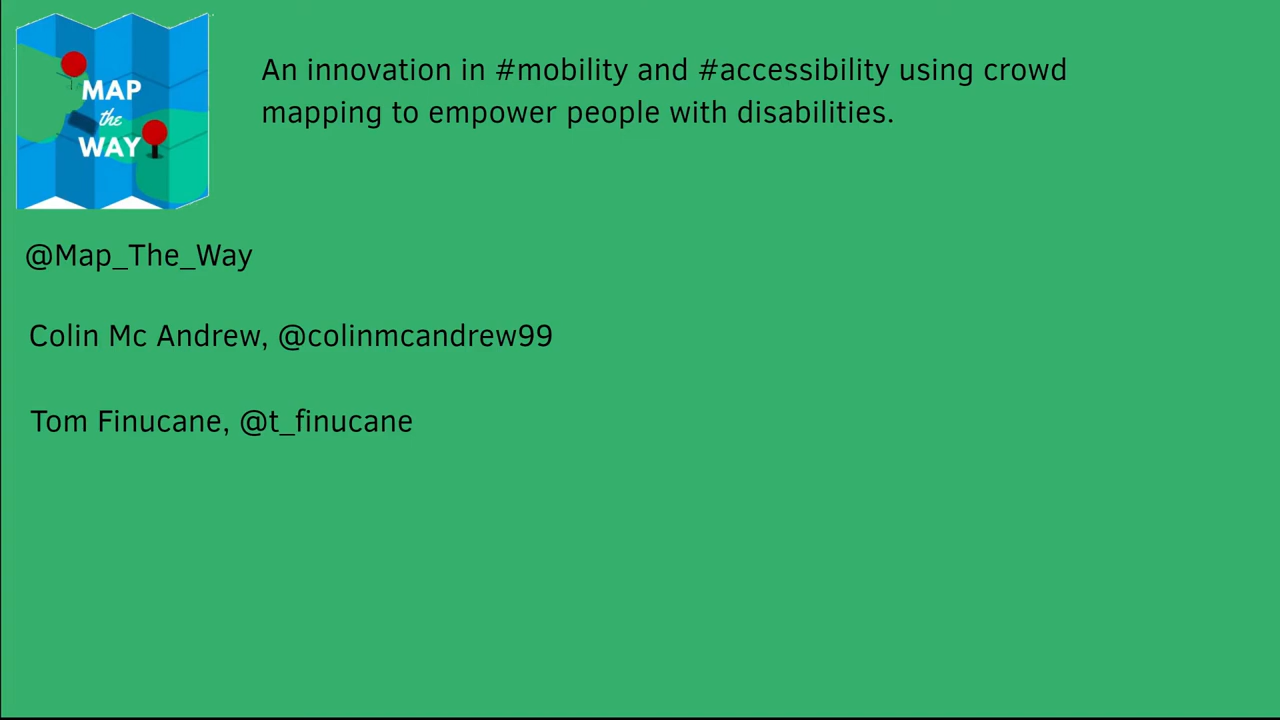 MAP
the
WAY
An innovation in #mobility and #accessibility using crowd
mapping to empower people with disabilities.
@Map_The_Way
Colin Mc Andrew, @colinmcandrew99
Tom Finucane, @t_finucane